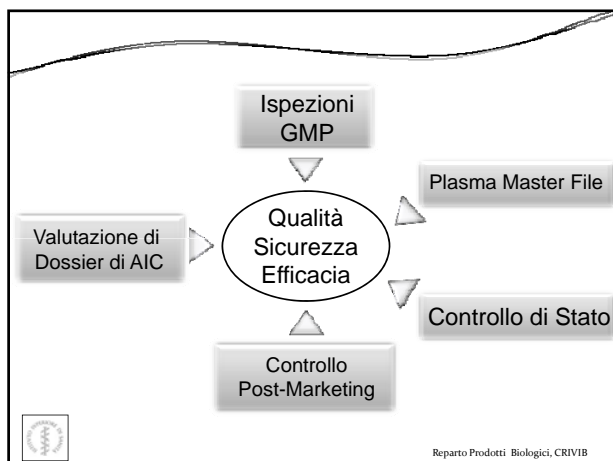 Ispezioni
GMP
Plasma Master File
Valutazione di
Dossier di AIC
Qualità
Sicurezza
Efficacia
Controllo di Stato
Controllo
Post-Marketing
Reparto Prodotti Biologici, CRIVIB